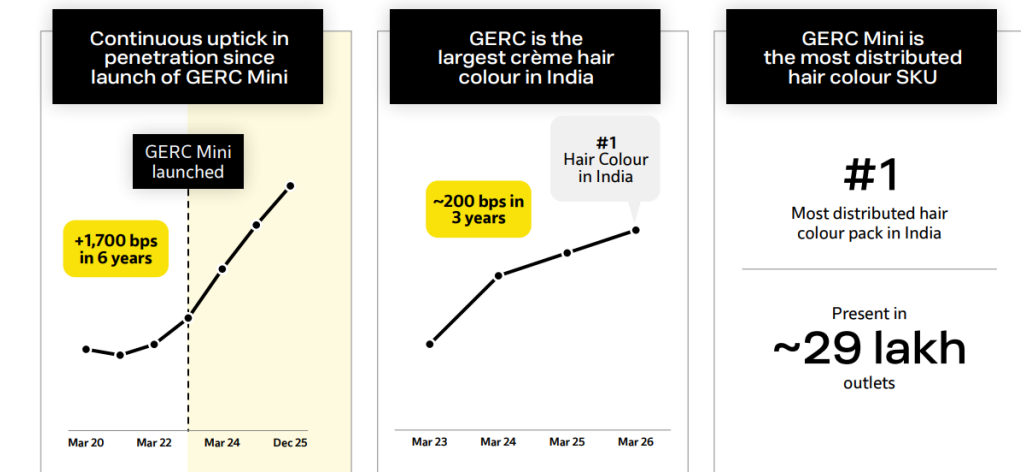 Continuous uptick in
penetration since
launch of GERC Mini
GERC Mini
launched
+1,700 bps
in 6 years
Mar 20
Mar 22
Mar 24
Dec 25
GERC is the
largest crème hair
colour in India
#1
Hair Colour
in India
~200 bps in
3 years
Mar 23
Mar 24
Mar 25
Mar 26
GERC Mini is
the most distributed
hair colour SKU
#1
Most distributed hair
colour pack in India
Present in
~29 lakh
outlets